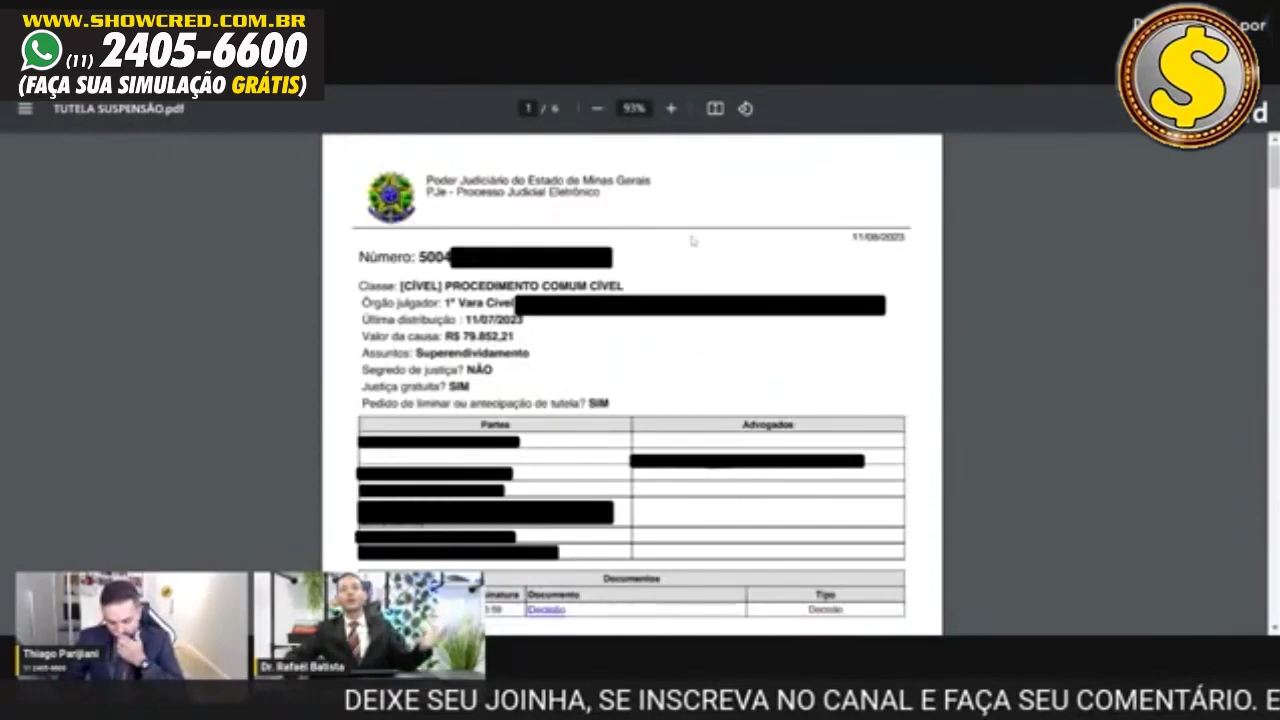 WWW.SHOWCRED.COM.BR
(11) 2405-6600
(FAÇA SUA SIMULAÇÃO GRÁTIS)
por
TUTELA SUSPENSÃO.pdf
1 / 6
93%
Poder Judiciário do Estado de Minas Gerais
PJe - Processo Judicial Eletrônico
11/08/2023
Número: 5004
Classe: [CÍVEL] PROCEDIMENTO COMUM CÍVEL
Órgão julgador: 1ª Vara Cível
Última distribuição : 11/07/2023
Valor da causa: R$ 79.852,21
Assuntos: Superendividamento
Segredo de justiça? NÃO
Justiça gratuita? SIM
Pedido de liminar ou antecipação de tutela? SIM
Partes Advogados
Documentos
Documento Tipo
Decisão Decisão
Thiago Parijiani
11 2405-6600
Dr. Rafael Batista
DEIXE SEU JOINHA, SE INSCREVA NO CANAL E FAÇA SEU COMENTÁRIO. E